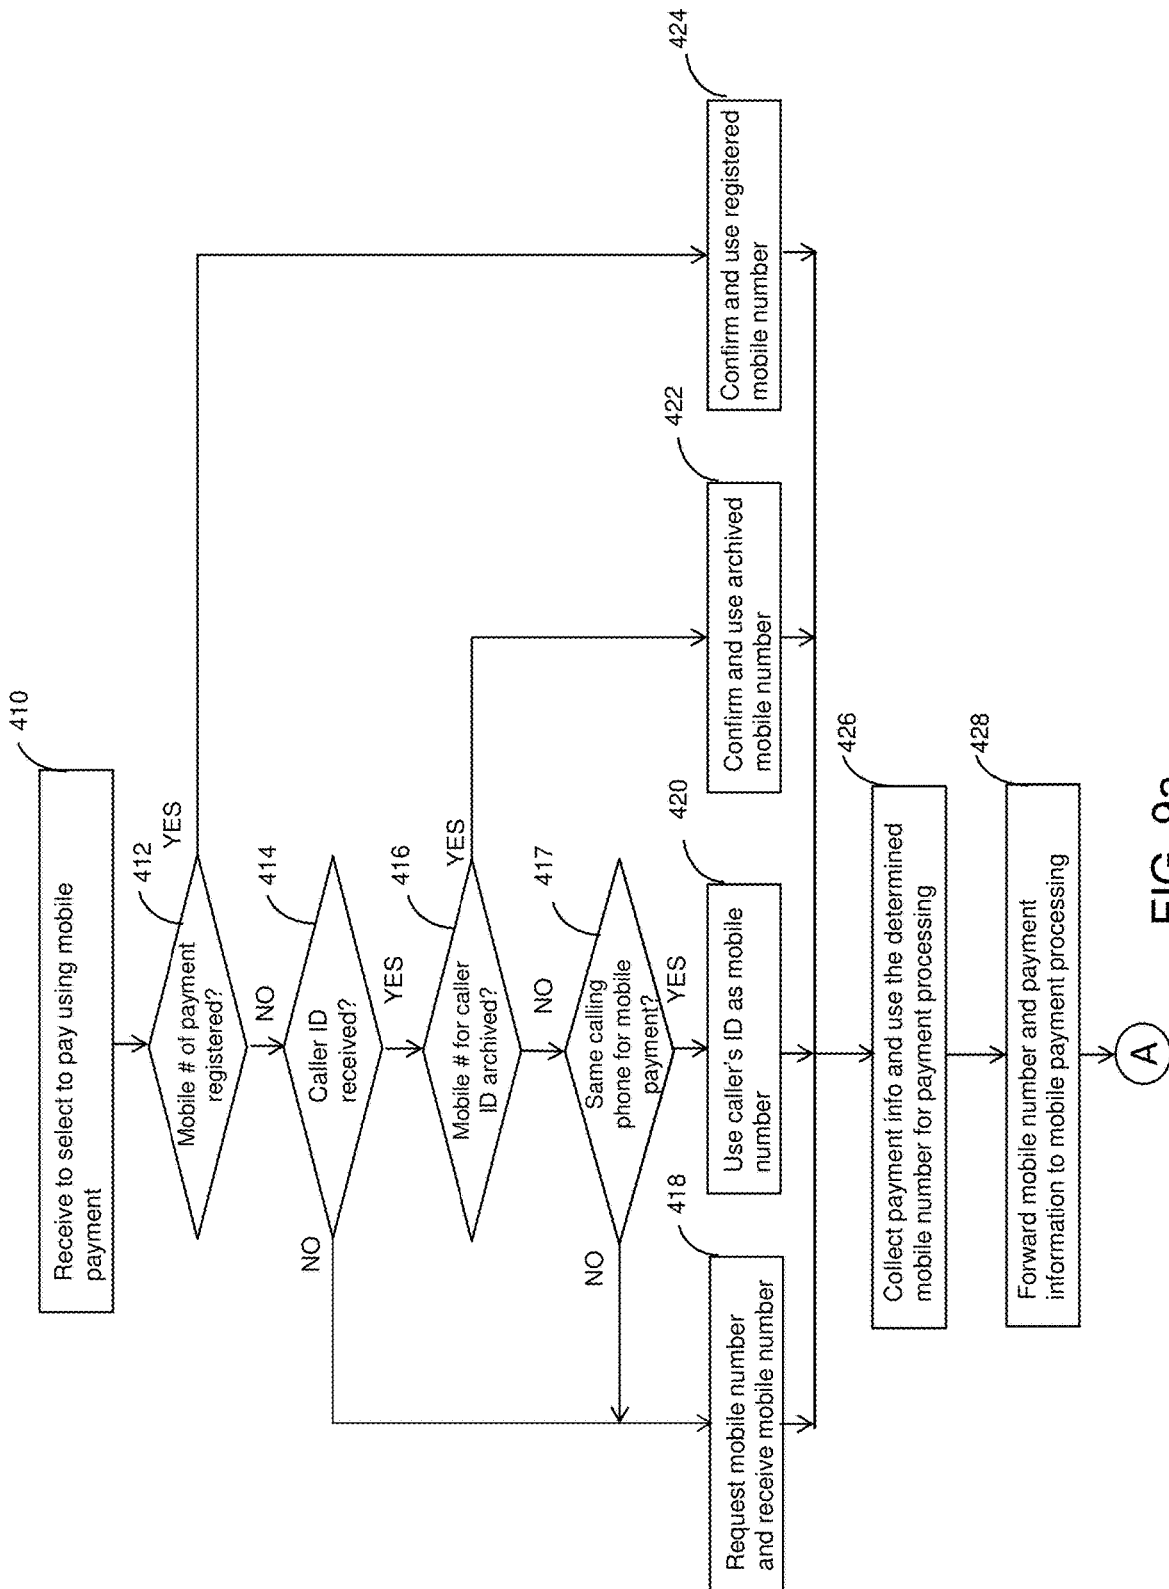 410
Receive to select to pay using mobile
payment
412
YES
Mobile # of payment
registered?
NO
414
Caller ID
received?
NO
YES
416
YES
Mobile # for caller
ID archived?
NO
417
Same calling
phone for mobile
payment?
NO
YES
418
Request mobile number
and receive mobile number
420
Use caller's ID as mobile
number
422
Confirm and use archived
mobile number
424
Confirm and use registered
mobile number
426
Collect payment info and use the determined
mobile number for payment processing
428
Forward mobile number and payment
information to mobile payment processing
A
FIG. 9a